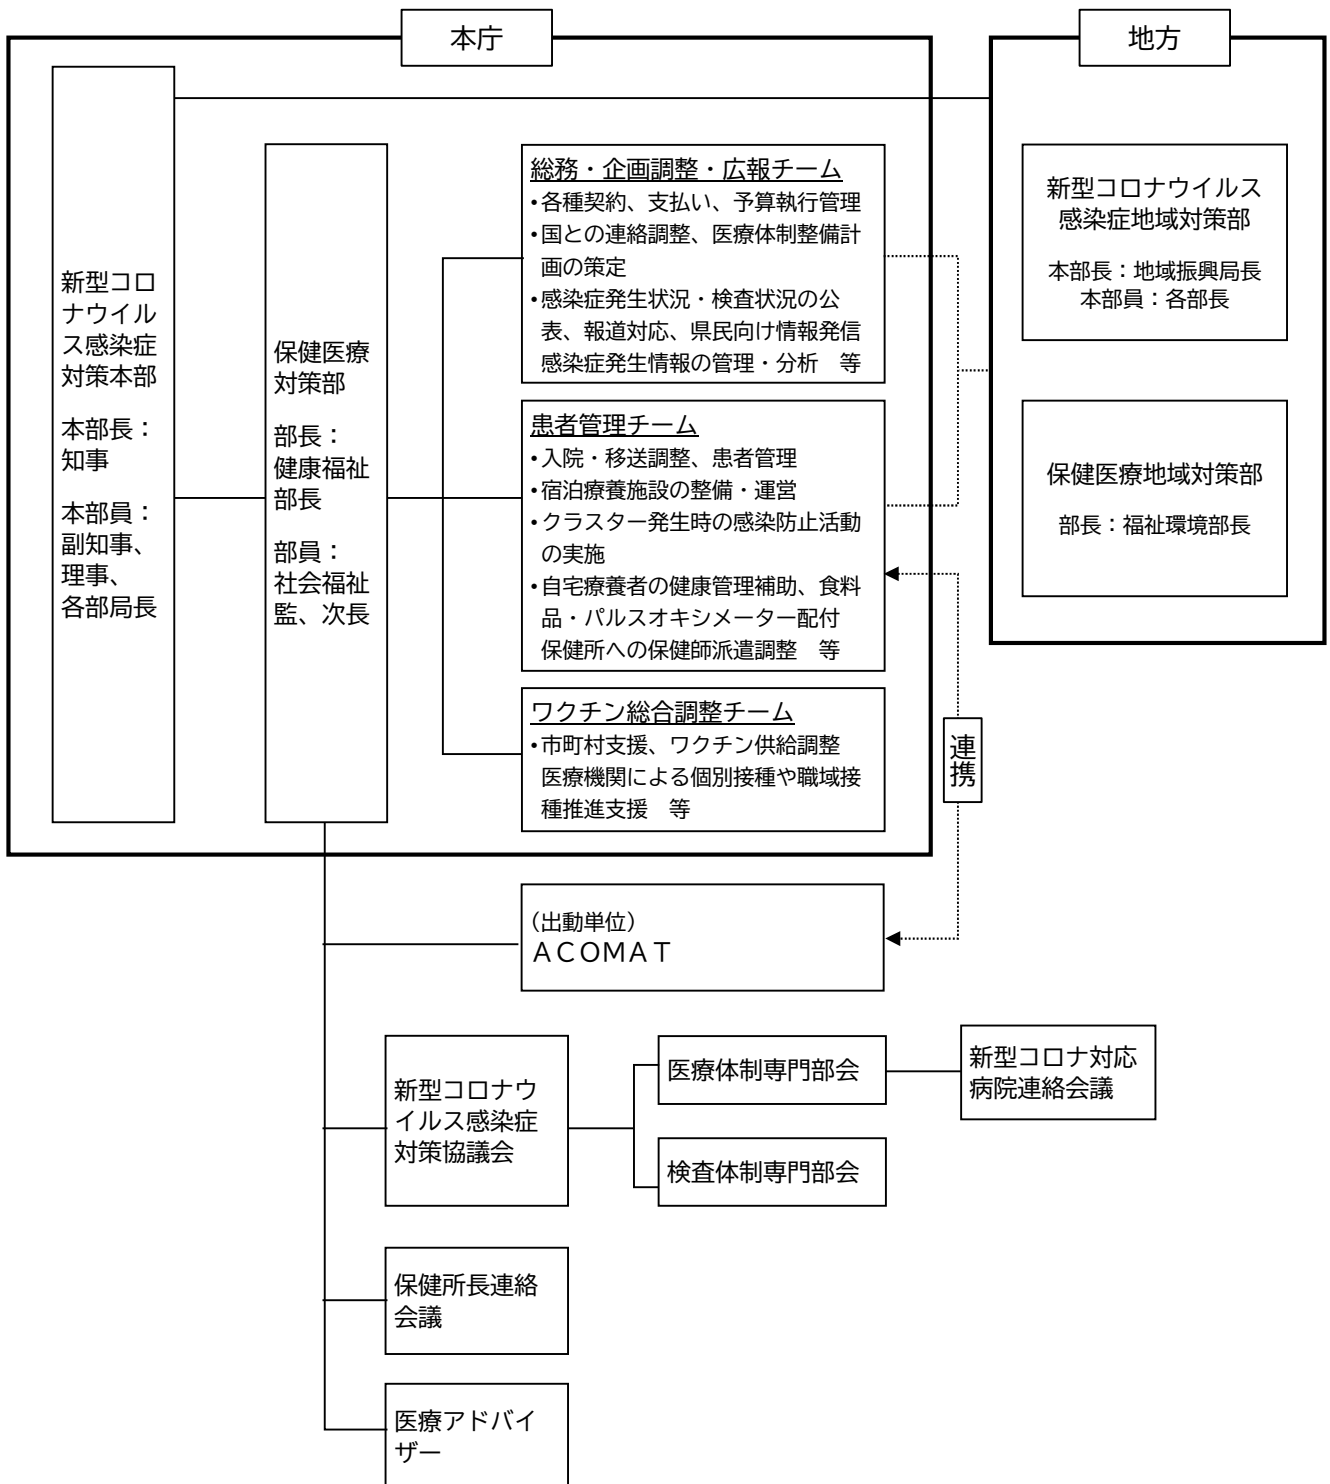 本庁
地方
新型コロ
ナウイル
ス感染症
対策本部
本部長：
知事
本部員：
副知事、
理事、
各部局長
保健医療
対策部
部長：
健康福祉
部長
部員：
社会福祉
監、次長
総務・企画調整・広報チーム
•各種契約、支払い、予算執行管理
•国との連絡調整、医療体制整備計
画の策定
•感染症発生状況・検査状況の公
表、報道対応、県民向け情報発信
感染症発生情報の管理・分析　等
患者管理チーム
•入院・移送調整、患者管理
•宿泊療養施設の整備・運営
•クラスター発生時の感染防止活動
の実施
•自宅療養者の健康管理補助、食料
品・パルスオキシメーター配付
保健所への保健師派遣調整　等
ワクチン総合調整チーム
•市町村支援、ワクチン供給調整
医療機関による個別接種や職域接
種推進支援　等
新型コロナウイルス
感染症地域対策部
本部長：地域振興局長
本部員：各部長
保健医療地域対策部
部長：福祉環境部長
連携
（出動単位）
ＡＣＯＭＡＴ
新型コロナウ
イルス感染症
対策協議会
医療体制専門部会
検査体制専門部会
新型コロナ対応
病院連絡会議
保健所長連絡
会議
医療アドバイ
ザー